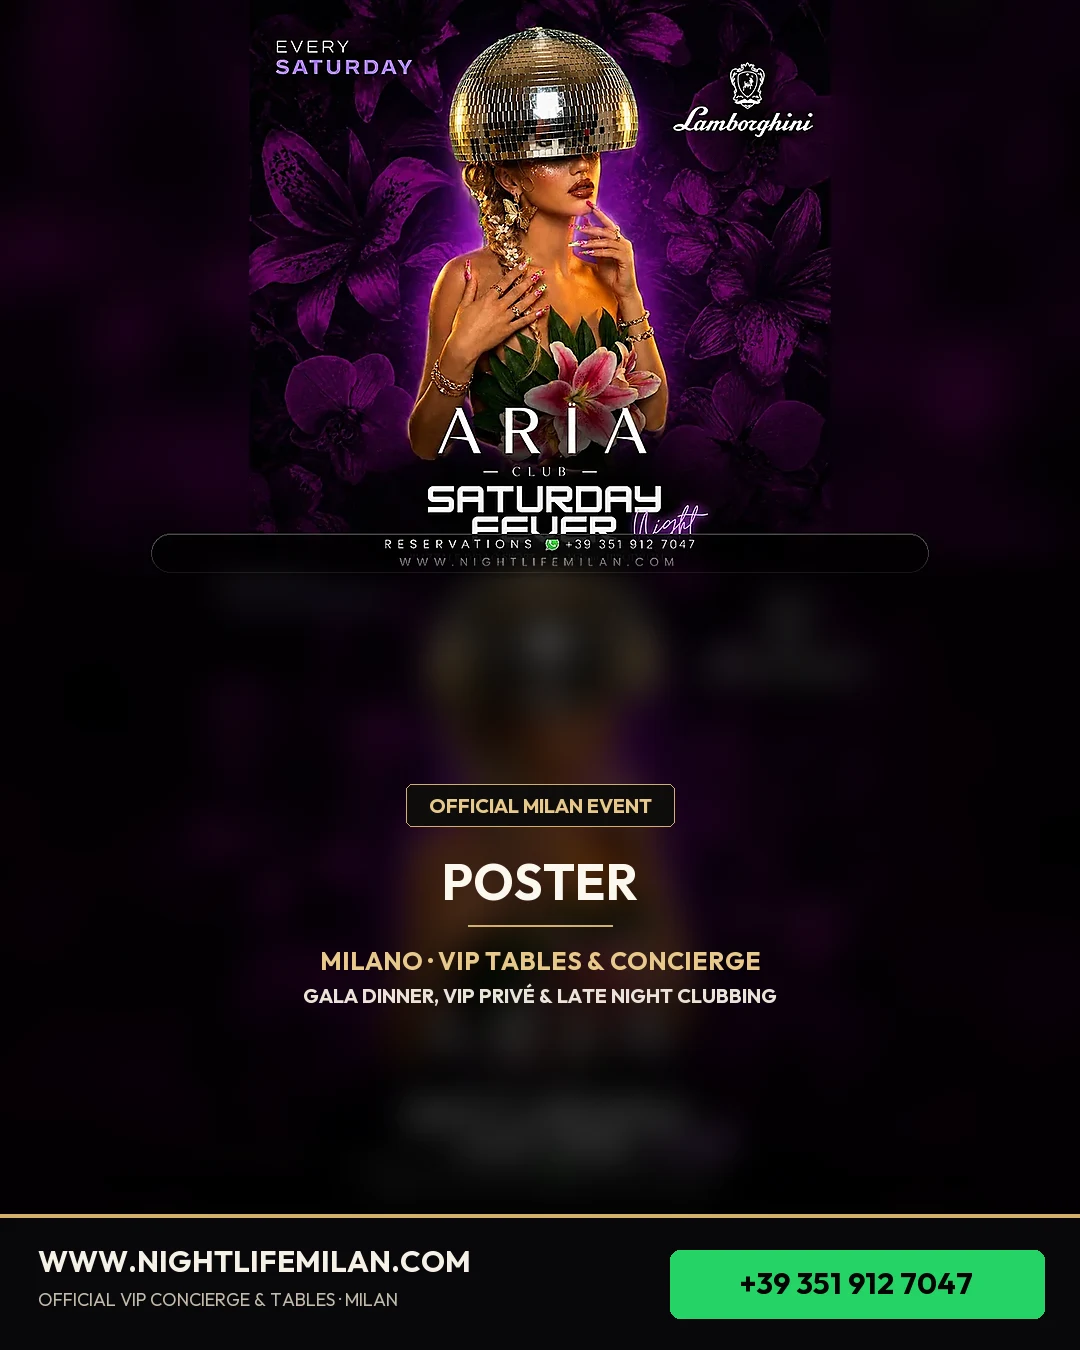 EVERY
SATURDAY
Lamborghini
ARÏA
CLUB
SATURDAY
FEVER Night
RESERVATIONS +39 351 912 7047
WWW.NIGHTLIFEMILAN.COM
OFFICIAL MILAN EVENT
POSTER
MILANO · VIP TABLES & CONCIERGE
GALA DINNER, VIP PRIVÉ & LATE NIGHT CLUBBING
WWW.NIGHTLIFEMILAN.COM
OFFICIAL VIP CONCIERGE & TABLES · MILAN
+39 351 912 7047